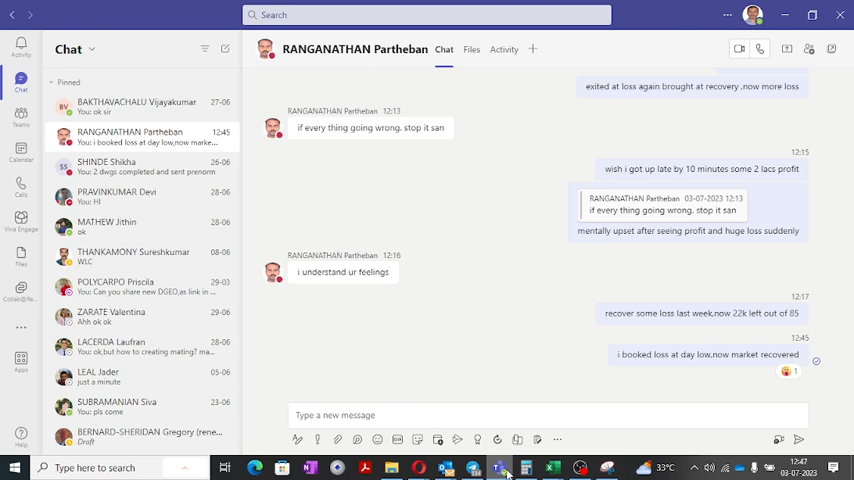 Search
Activity
Chat
Teams
Calendar
Calls
Viva Engage
Files
Collab@Re...
Apps
Help
Chat
Pinned
BV
BAKTHAVACHALU Vijayakumar 27-06
You: ok sir
RANGANATHAN Partheban 12:45
You: i booked loss at day low,now marke...
SS
SHINDE Shikha 26-06
You: 2 dwgs completed and sent prenorm
PRAVINKUMAR Devi 28-06
You: HI
MATHEW Jithin 28-06
ok
THANKAMONY Sureshkumar 08-06
WLC
POLYCARPO Priscila 29-03
You: Can you share new DGEO,as link in ...
ZARATE Valentina 29-06
Ahh ok ok
LACERDA Laufran 28-06
You: ok,but how to creating mating? ma...
LEAL Jader 05-06
just a minute
SUBRAMANIAN Siva 23-06
You: pls come
BERNARD-SHERIDAN Gregory (rene...
Draft
RANGANATHAN Partheban Chat Files Activity
exited at loss again brought at recovery ,now more loss
RANGANATHAN Partheban 12:13
if every thing going wrong. stop it san
12:15
wish i got up late by 10 minutes some 2 lacs profit
RANGANATHAN Partheban 03-07-2023 12:13
if every thing going wrong. stop it san
mentally upset after seeing profit and huge loss suddenly
RANGANATHAN Partheban 12:16
i understand ur feelings
12:17
recover some loss last week,now 22k left out of 85
12:45
i booked loss at day low,now market recovered
1
Type a new message
GIF
Type here to search
33°C
12:47
03-07-2023